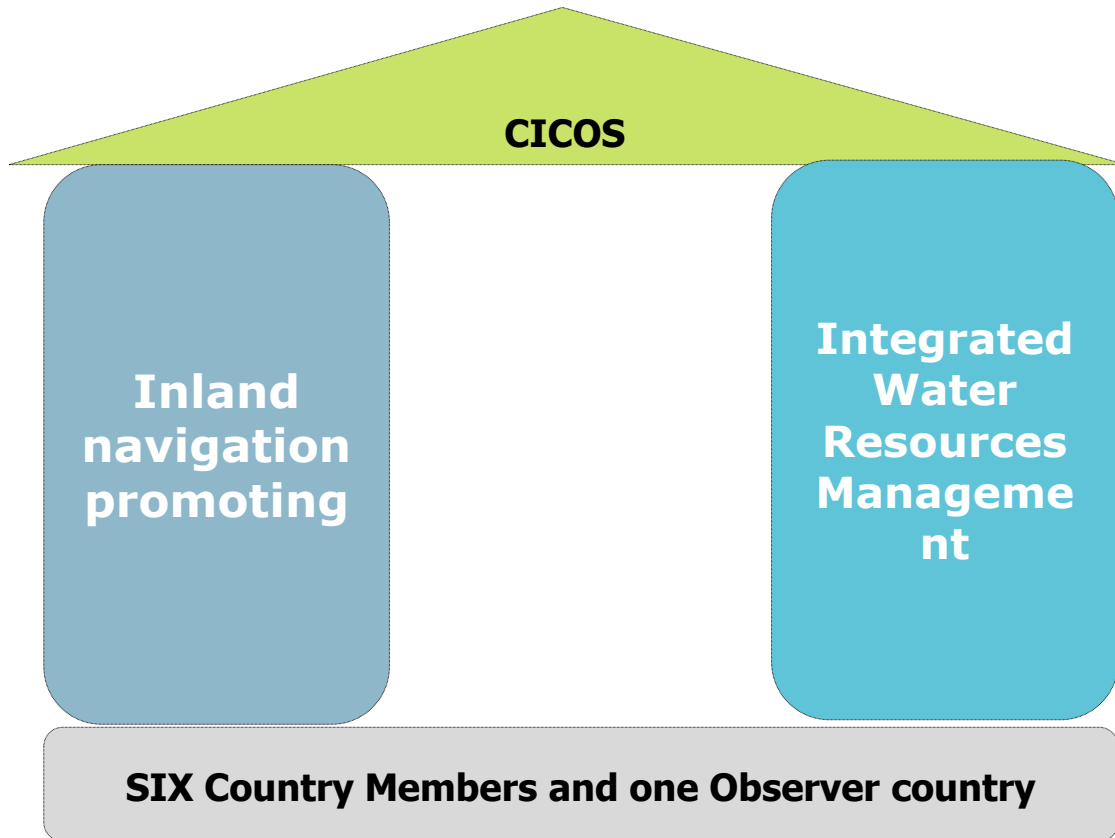 CICOS
Inland
navigation
promoting
Integrated
Water
Resources
Manageme
nt
SIX Country Members and one Observer country